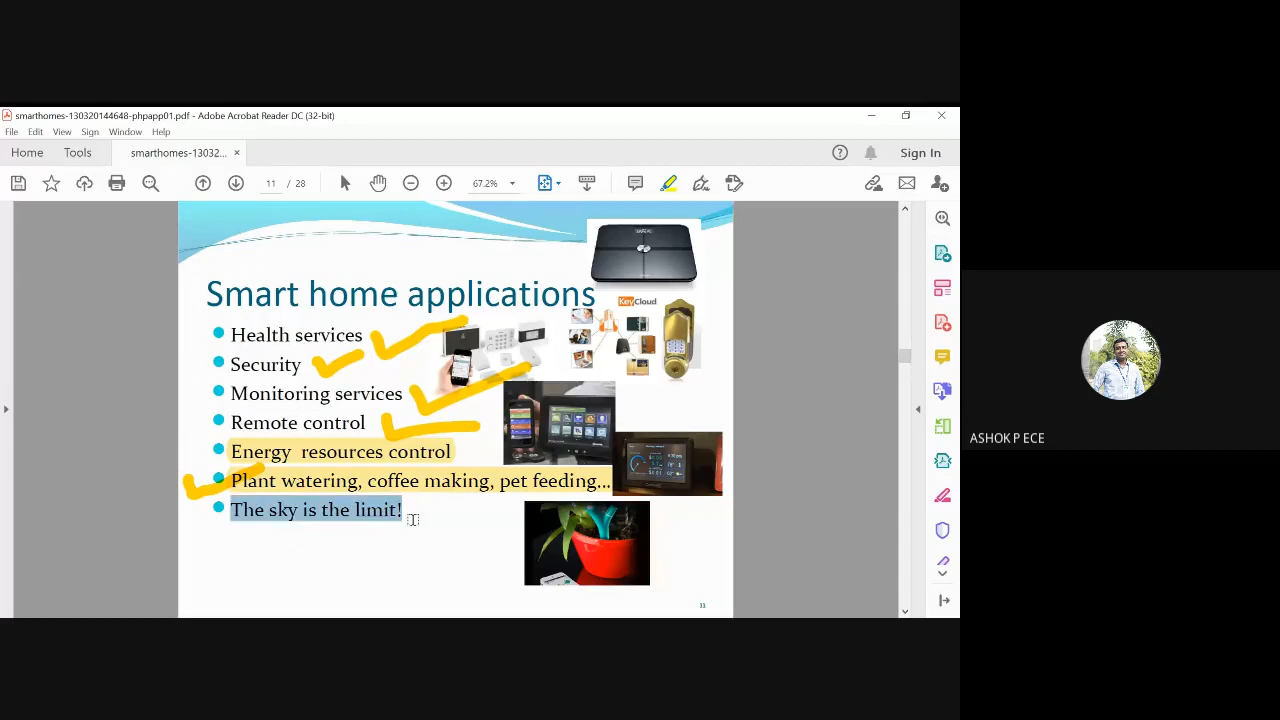 smarthomes-130320144648-phpapp01.pdf - Adobe Acrobat Reader DC (32-bit)
File Edit View Sign Window Help
Home Tools smarthomes-13032... × Sign In
11 / 28 67.2%
Smart home applications
KeyCloud
Health services
Security
Monitoring services
Remote control
Energy resources control
Plant watering, coffee making, pet feeding...
The sky is the limit!
11
ASHOK P ECE